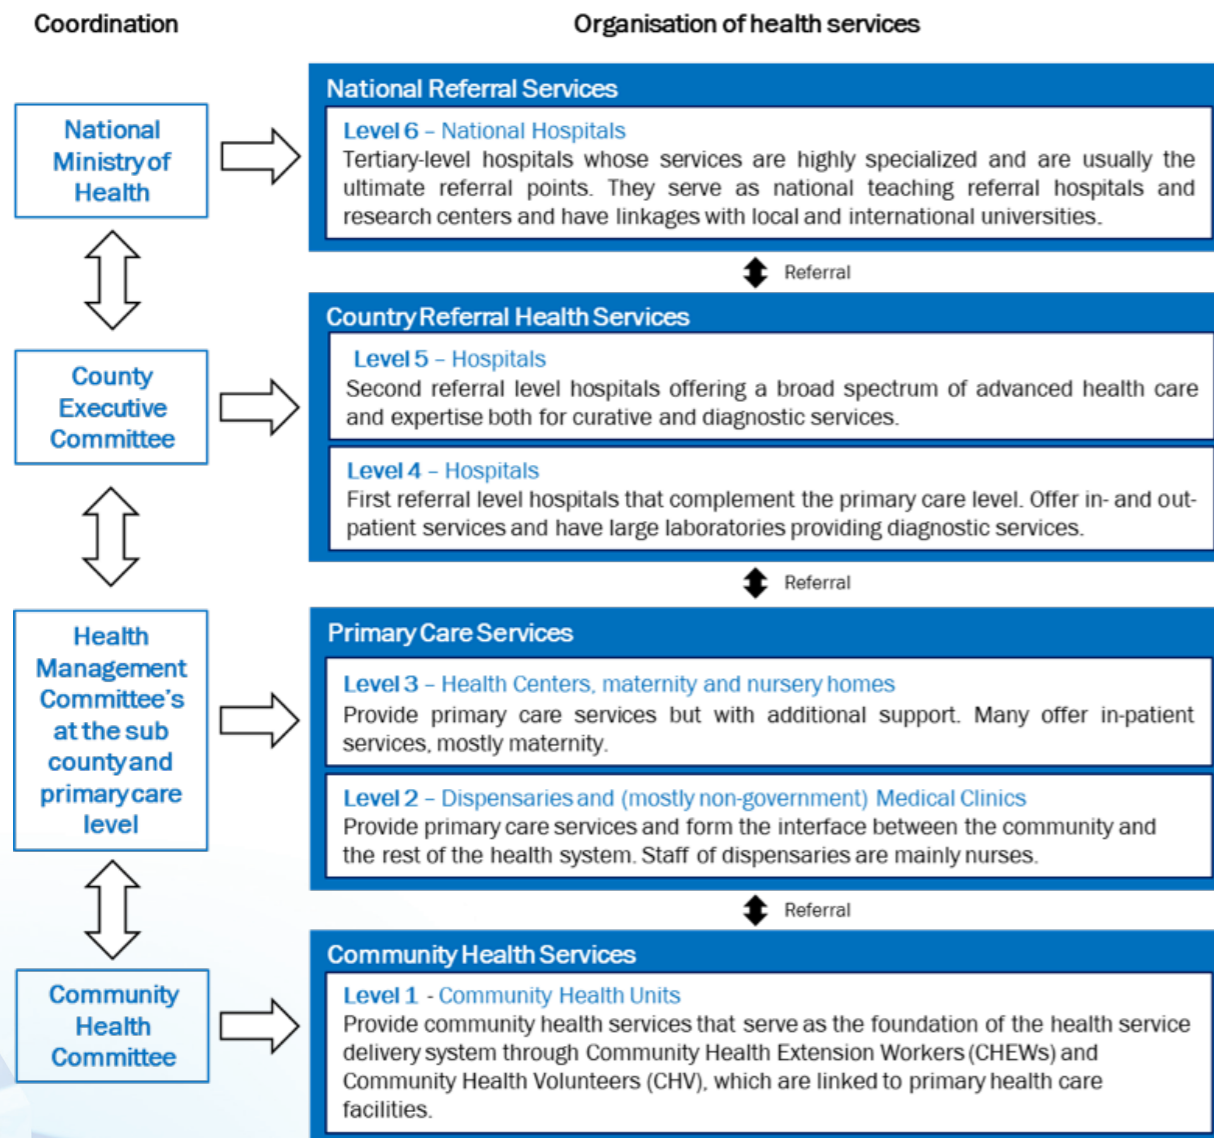 Coordination
Organisation of health services
National
Ministry of
Health
National Referral Services
Level 6 – National Hospitals
Tertiary-level hospitals whose services are highly specialized and are usually the
ultimate referral points. They serve as national teaching referral hospitals and
research centers and have linkages with local and international universities.
Referral
County
Executive
Committee
Country Referral Health Services
Level 5 – Hospitals
Second referral level hospitals offering a broad spectrum of advanced health care
and expertise both for curative and diagnostic services.
Level 4 – Hospitals
First referral level hospitals that complement the primary care level. Offer in- and out-
patient services and have large laboratories providing diagnostic services.
Referral
Health
Management
Committee's
at the sub
county and
primary care
level
Primary Care Services
Level 3 – Health Centers, maternity and nursery homes
Provide primary care services but with additional support. Many offer in-patient
services, mostly maternity.
Level 2 – Dispensaries and (mostly non-government) Medical Clinics
Provide primary care services and form the interface between the community and
the rest of the health system. Staff of dispensaries are mainly nurses.
Referral
Community
Health
Committee
Community Health Services
Level 1 - Community Health Units
Provide community health services that serve as the foundation of the health service
delivery system through Community Health Extension Workers (CHEWs) and
Community Health Volunteers (CHV), which are linked to primary health care
facilities.